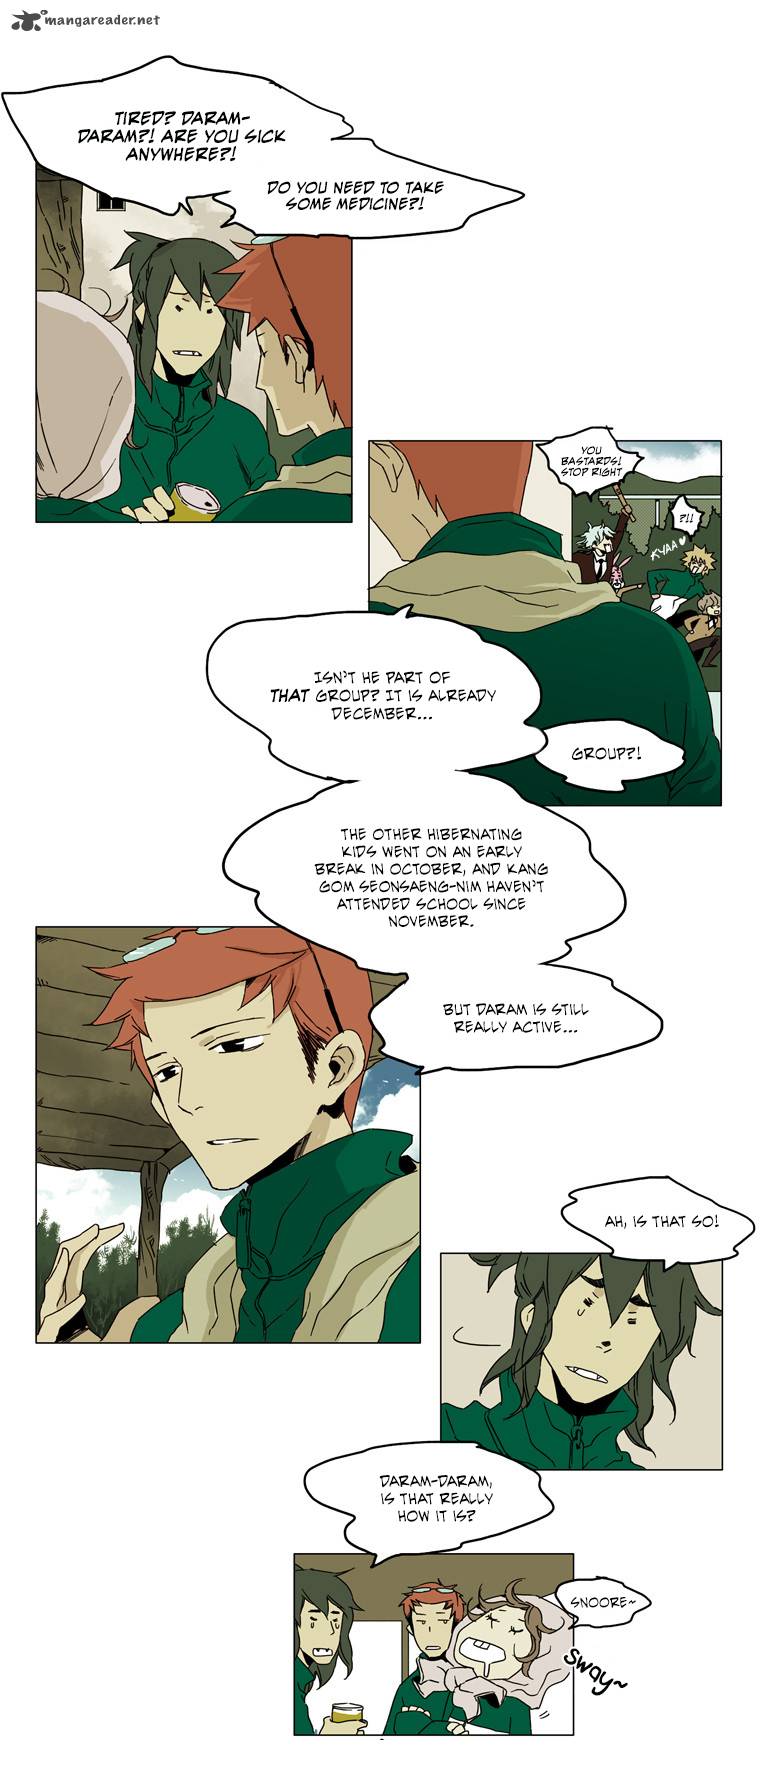 mangareader.net
TIRED? DARAM-
DARAM?! ARE YOU SICK
ANYWHERE?!
DO YOU NEED TO TAKE
SOME MEDICINE?!
YOU
BASTARDS!
STOP RIGHT
?!!
KYAA♥
ISN'T HE PART OF
THAT GROUP? IT IS ALREADY
DECEMBER...
GROUP?!
THE OTHER HIBERNATING
KIDS WENT ON AN EARLY
BREAK IN OCTOBER, AND KANG
GOM SEONSAENG-NIM HAVEN'T
ATTENDED SCHOOL SINCE
NOVEMBER.
BUT DARAM IS STILL
REALLY ACTIVE...
AH, IS THAT SO!
DARAM-DARAM,
IS THAT REALLY
HOW IT IS?
SNOORE~
SWAY~